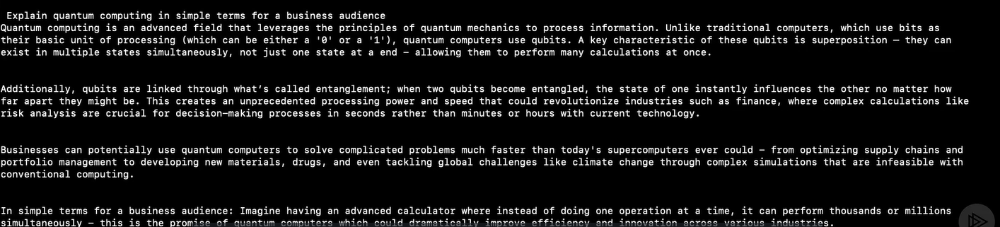 Explain quantum computing in simple terms for a business audience
Quantum computing is an advanced field that leverages the principles of quantum mechanics to process information. Unlike traditional computers, which use bits as
their basic unit of processing (which can be either a '0' or a '1'), quantum computers use qubits. A key characteristic of these qubits is superposition – they can
exist in multiple states simultaneously, not just one state at a end – allowing them to perform many calculations at once.
Additionally, qubits are linked through what’s called entanglement; when two qubits become entangled, the state of one instantly influences the other no matter how
far apart they might be. This creates an unprecedented processing power and speed that could revolutionize industries such as finance, where complex calculations like
risk analysis are crucial for decision-making processes in seconds rather than minutes or hours with current technology.
Businesses can potentially use quantum computers to solve complicated problems much faster than today's supercomputers ever could – from optimizing supply chains and
portfolio management to developing new materials, drugs, and even tackling global challenges like climate change through complex simulations that are infeasible with
conventional computing.
In simple terms for a business audience: Imagine having an advanced calculator where instead of doing one operation at a time, it can perform thousands or millions
simultaneously – this is the promise of quantum computers which could dramatically improve efficiency and innovation across various industries.